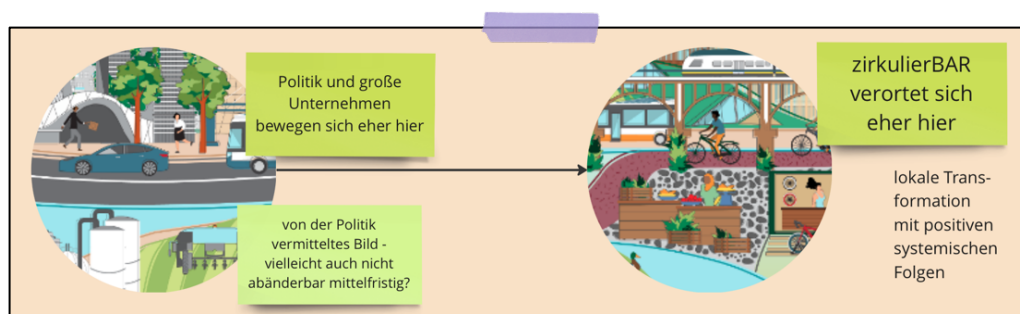 Politik und große
Unternehmen
bewegen sich eher hier
von der Politik
vermitteltes Bild -
vielleicht auch nicht
abänderbar mittelfristig?
zirkulierBAR
verortet sich
eher hier
lokale Trans-
formation
mit positiven
systemischen
Folgen